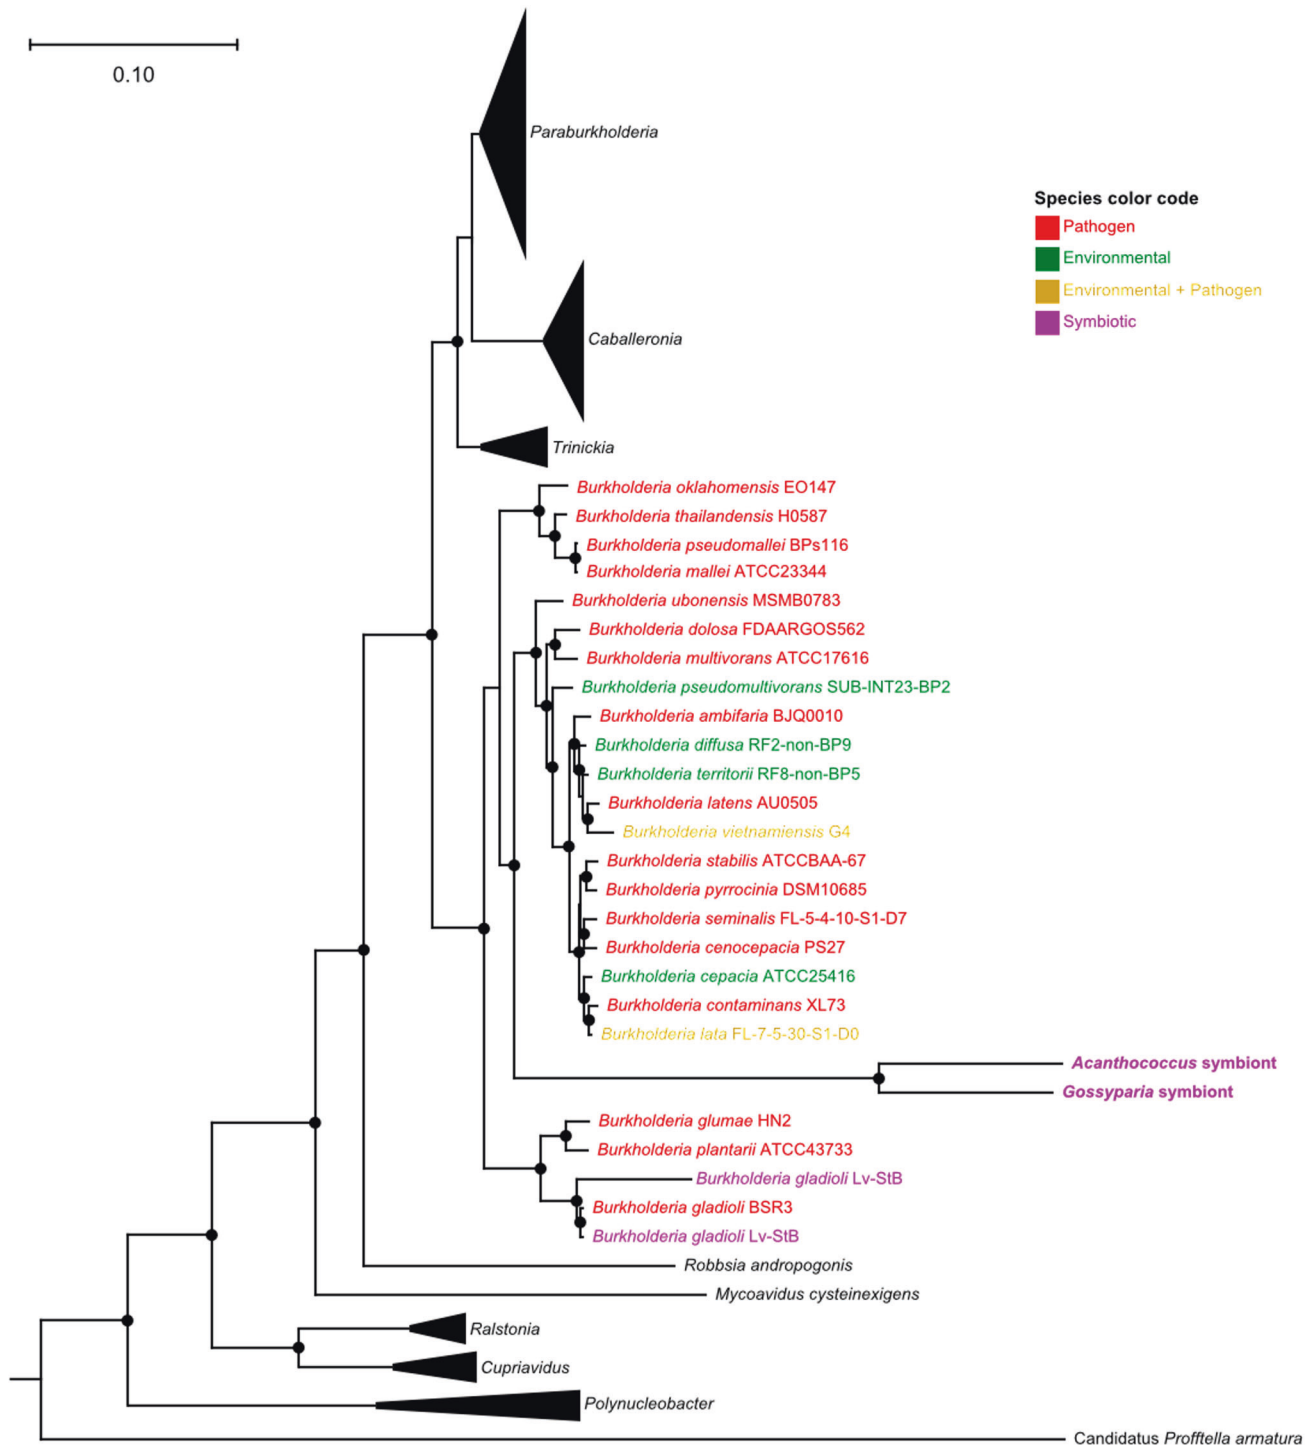 0.10
Paraburkholderia
Species color code
Pathogen
Environmental
Environmental + Pathogen
Symbiotic
Caballeronia
Trinickia
Burkholderia oklahomensis EO147
Burkholderia thailandensis H0587
Burkholderia pseudomallei BPs116
Burkholderia mallei ATCC23344
Burkholderia ubonensis MSMB0783
Burkholderia dolosa FDAARGOS562
Burkholderia multivorans ATCC17616
Burkholderia pseudomultivorans SUB-INT23-BP2
Burkholderia ambifaria BJQ0010
Burkholderia diffusa RF2-non-BP9
Burkholderia territorii RF8-non-BP5
Burkholderia latens AU0505
Burkholderia vietnamiensis G4
Burkholderia stabilis ATCCBAA-67
Burkholderia pyrrocinia DSM10685
Burkholderia seminalis FL-5-4-10-S1-D7
Burkholderia cenocepacia PS27
Burkholderia cepacia ATCC25416
Burkholderia contaminans XL73
Burkholderia lata FL-7-5-30-S1-D0
Acanthococcus symbiont
Gossyparia symbiont
Burkholderia glumae HN2
Burkholderia plantarii ATCC43733
Burkholderia gladioli Lv-StB
Burkholderia gladioli BSR3
Burkholderia gladioli Lv-StB
Robbsia andropogonis
Mycoavidus cysteinexigens
Ralstonia
Cupriavidus
Polynucleobacter
Candidatus Profftella armatura